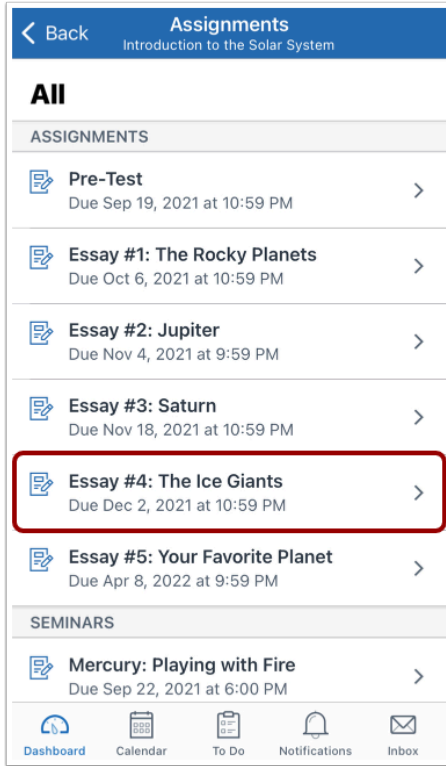 Back
Assignments
Introduction to the Solar System
All
ASSIGNMENTS
Pre-Test
Due Sep 19, 2021 at 10:59 PM
Essay #1: The Rocky Planets
Due Oct 6, 2021 at 10:59 PM
Essay #2: Jupiter
Due Nov 4, 2021 at 9:59 PM
Essay #3: Saturn
Due Nov 18, 2021 at 10:59 PM
Essay #4: The Ice Giants
Due Dec 2, 2021 at 10:59 PM
Essay #5: Your Favorite Planet
Due Apr 8, 2022 at 9:59 PM
SEMINARS
Mercury: Playing with Fire
Due Sep 22, 2021 at 6:00 PM
Dashboard Calendar To Do Notifications Inbox